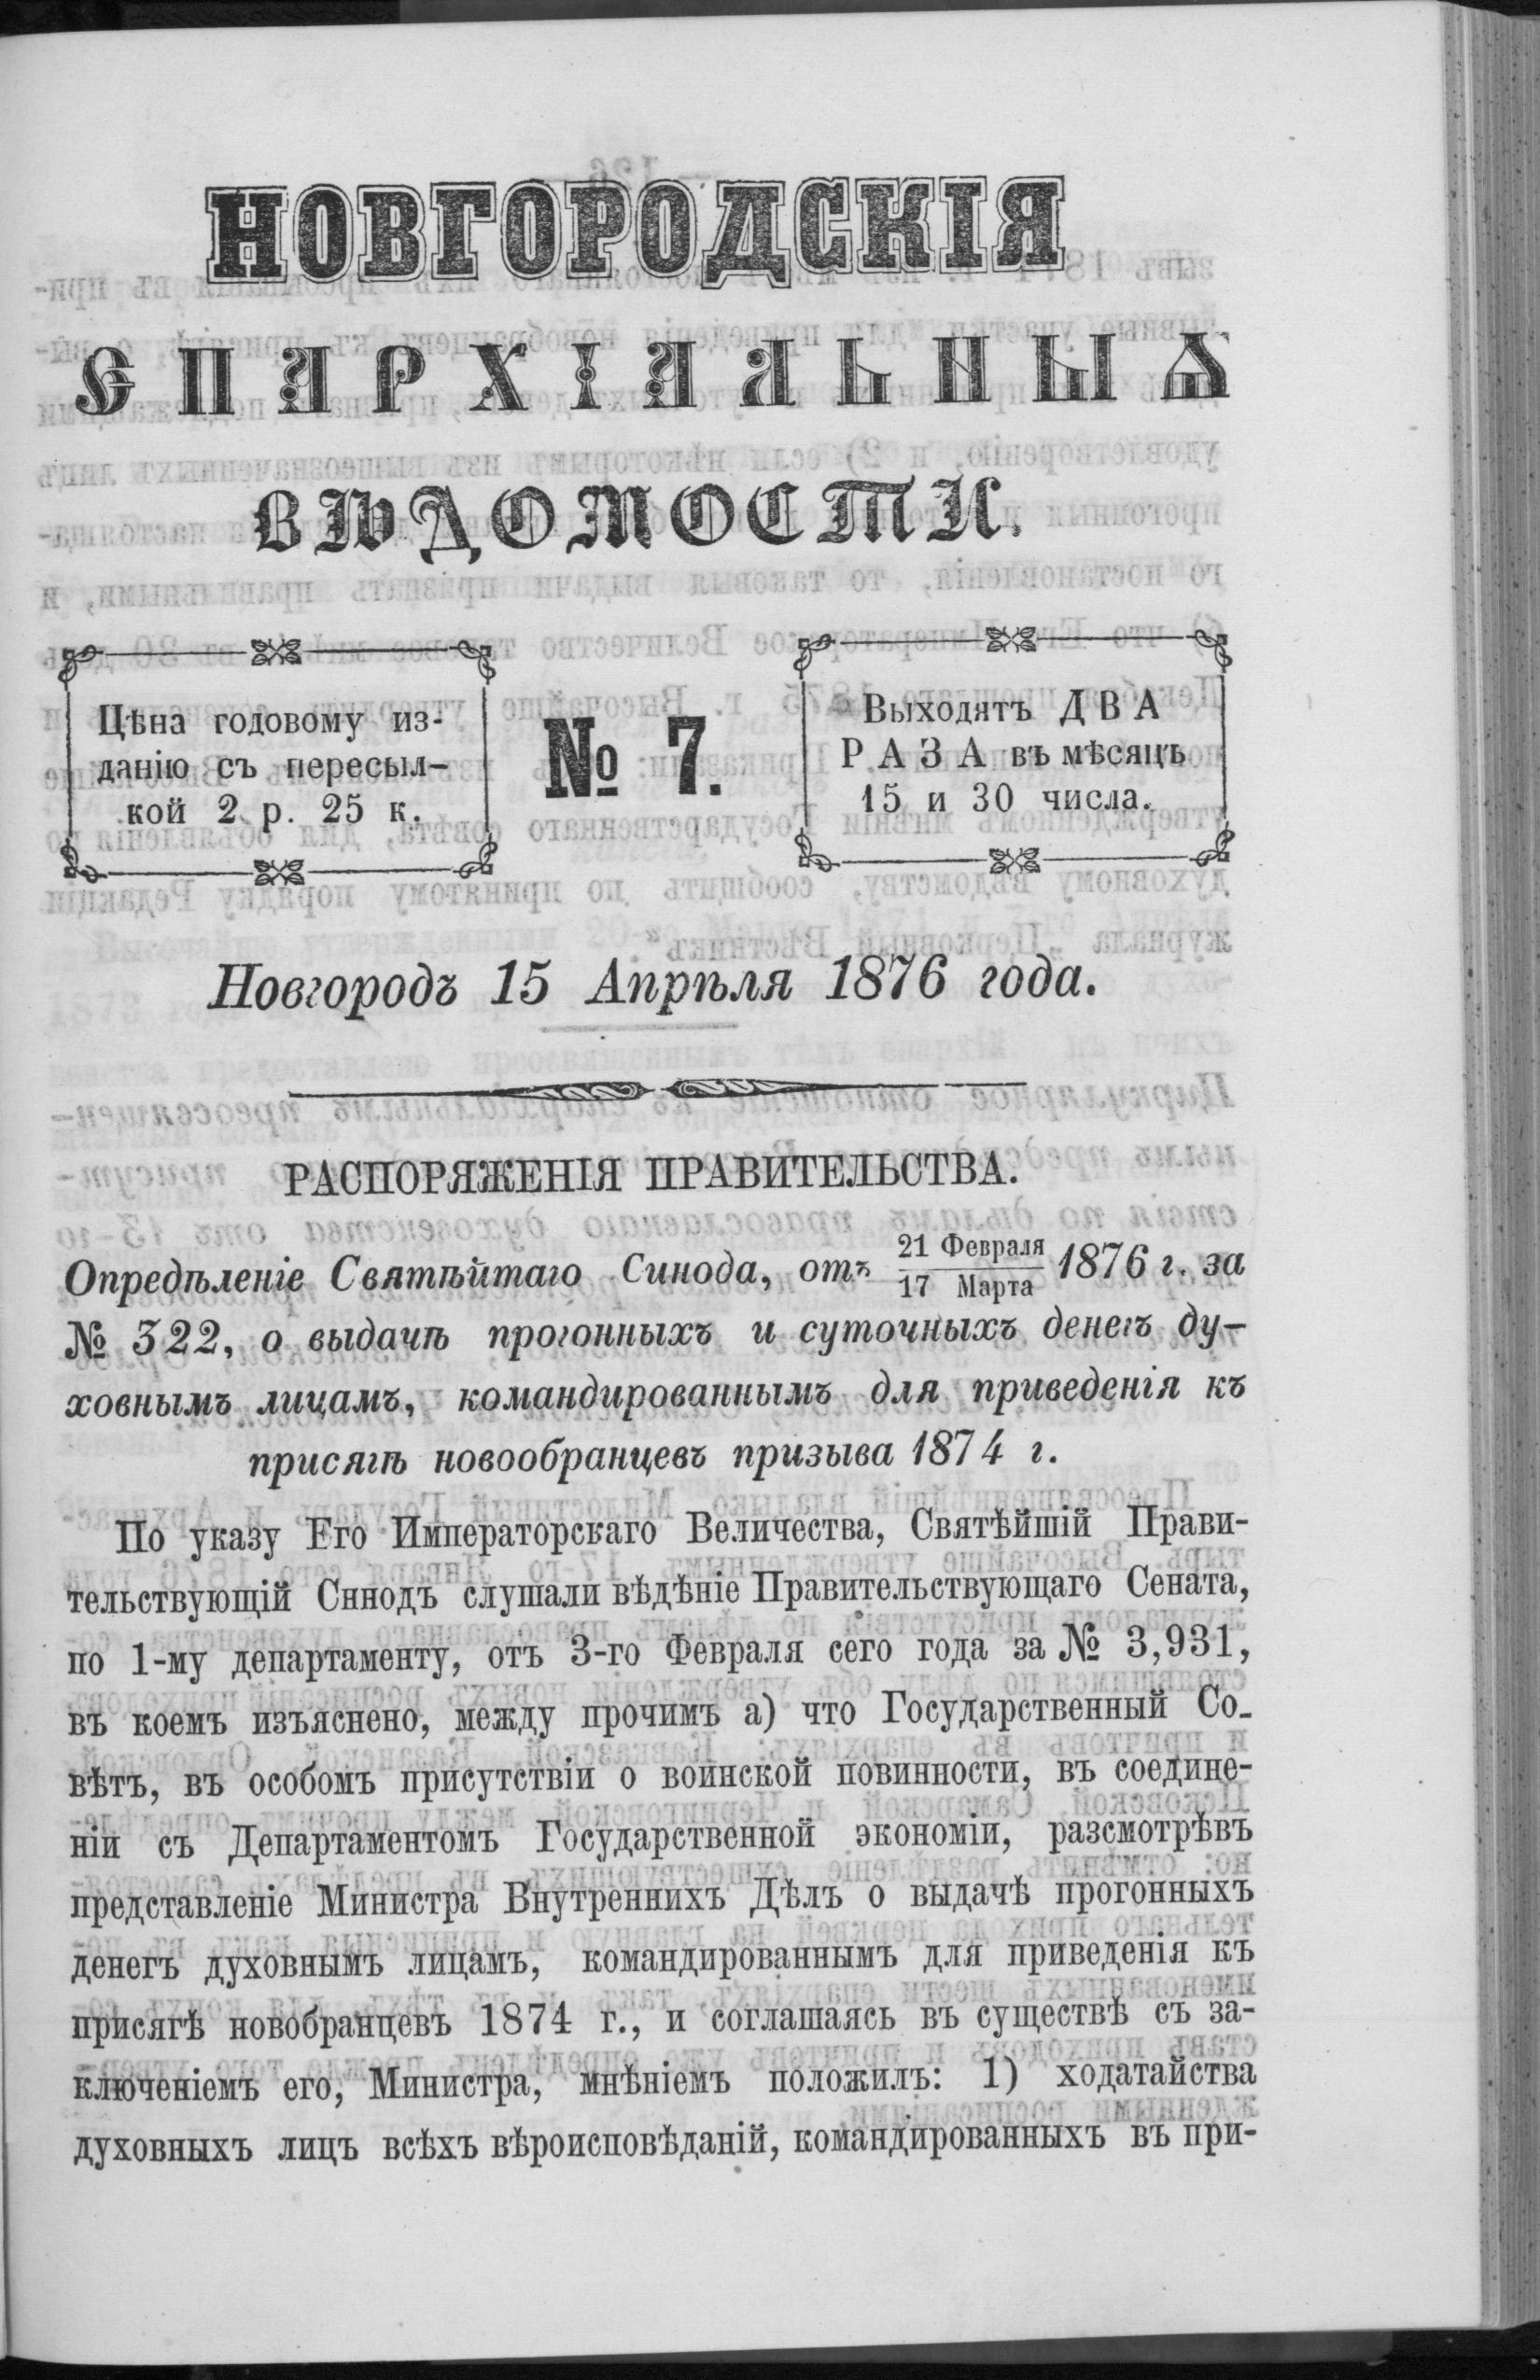 НОВГОРОДСКІЯ
ЄПАРХІАЛЬНЫѦ
ВѢДОМОСТИ.
Цѣна годовому из-
данію съ пересыл-
кой 2 р. 25 к.
№ 7.
Выходятъ ДВА
РАЗА въ мѣсяцъ
15 и 30 числа.
Новгородъ 15 Апрѣля 1876 года.
РАСПОРЯЖЕНІЯ ПРАВИТЕЛЬСТВА.
Опредѣленіе Святѣйтаго Синода, отъ 21 Февраля / 17 Марта 1876 г. за
№ 322, о выдачѣ прогонныхъ и суточныхъ денегъ ду-
ховнымъ лицамъ, командированнымъ для приведенія къ
присягѣ новообранцевъ призыва 1874 г.
По указу Его Императорскаго Величества, Святѣйшій Прави-
тельствующій Сннодъ слушали вѣдѣніе Правительствующаго Сената,
по 1-му департаменту, отъ 3-го Февраля сего года за № 3,931,
въ коемъ изъяснено, между прочимъ а) что Государственный Со-
вѣтъ, въ особомъ присутствіи о воинской повинности, въ соедине-
ніи съ Департаментомъ Государственной экономіи, разсмотрѣвъ
представленіе Министра Внутреннихъ Дѣлъ о выдачѣ прогонныхъ
денегъ духовнымъ лицамъ, командированнымъ для приведенія къ
присягѣ новобранцевъ 1874 г., и соглашаясь въ существѣ съ за-
ключеніемъ его, Министра, мнѣніемъ положилъ: 1) ходатайства
духовныхъ лицъ всѣхъ вѣроисповѣданій, командированныхъ въ при-